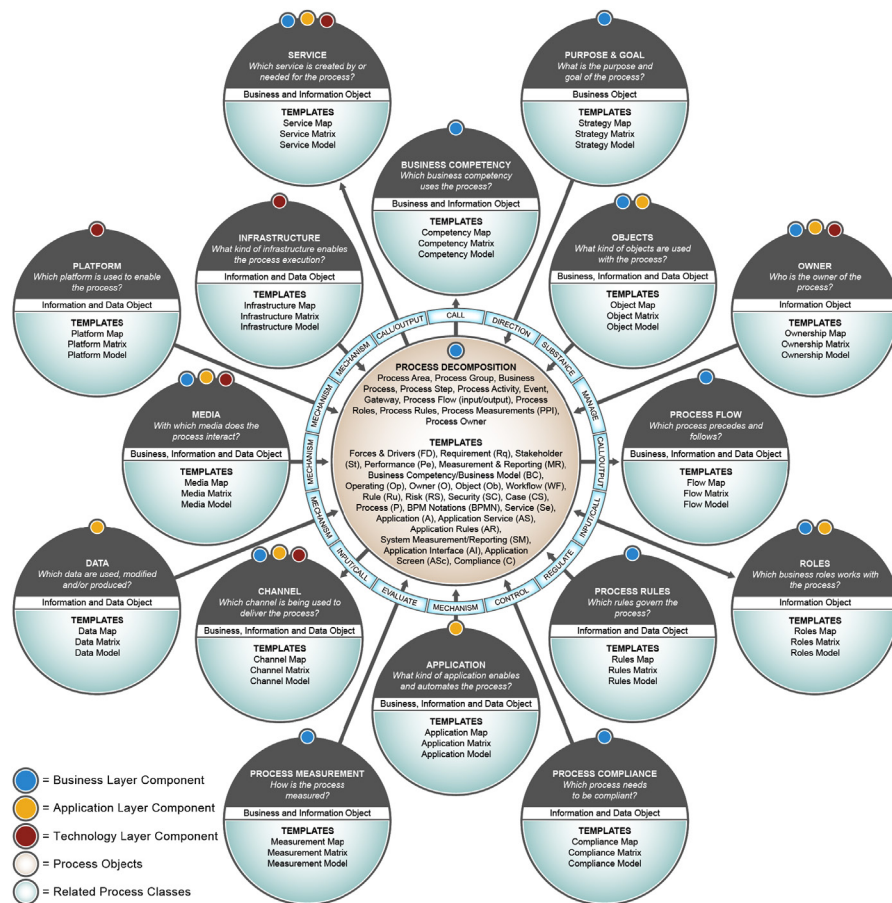 SERVICE
Which service is created by or
needed for the process?
Business and Information Object
TEMPLATES
Service Map
Service Matrix
Service Model
PURPOSE & GOAL
What is the purpose and
goal of the process?
Business Object
TEMPLATES
Strategy Map
Strategy Matrix
Strategy Model
BUSINESS COMPETENCY
Which business competency
uses the process?
Business and Information Object
TEMPLATES
Competency Map
Competency Matrix
Competency Model
INFRASTRUCTURE
What kind of infrastructure enables
the process execution?
Information and Data Object
TEMPLATES
Infrastructure Map
Infrastructure Matrix
Infrastructure Model
OBJECTS
What kind of objects are used
with the process?
Business, Information and Data Object
TEMPLATES
Object Map
Object Matrix
Object Model
PLATFORM
Which platform is used to enable
the process?
Information and Data Object
TEMPLATES
Platform Map
Platform Matrix
Platform Model
OWNER
Who is the owner of the
process?
Information Object
TEMPLATES
Ownership Map
Ownership Matrix
Ownership Model
MECHANISM
CALL/OUTPUT
CALL
DIRECTION
SUBSTANCE
MANAGE
CALL/OUTPUT
INPUT/CALL
REGULATE
CONTROL
MECHANISM
EVALUATE
INPUT/CALL
MECHANISM
MECHANISM
MECHANISM
PROCESS DECOMPOSITION
Process Area, Process Group, Business
Process, Process Step, Process Activity, Event,
Gateway, Process Flow (input/output), Process
Roles, Process Rules, Process Measurements (PPI),
Process Owner
TEMPLATES
Forces & Drivers (FD), Requirement (Rq), Stakeholder
(St), Performance (Pe), Measurement & Reporting (MR),
Business Competency/Business Model (BC),
Operating (Op), Owner (O), Object (Ob), Workflow (WF),
Rule (Ru), Risk (RS), Security (SC), Case (CS),
Process (P), BPM Notations (BPMN), Service (Se),
Application (A), Application Service (AS),
Application Rules (AR),
System Measurement/Reporting (SM),
Application Interface (AI), Application
Screen (ASc), Compliance (C)
MEDIA
With which media does the
process interact?
Business, Information and Data Object
TEMPLATES
Media Map
Media Matrix
Media Model
PROCESS FLOW
Which process precedes and
follows?
Business, Information and Data Object
TEMPLATES
Flow Map
Flow Matrix
Flow Model
DATA
Which data are used, modified
and/or produced?
Information and Data Object
TEMPLATES
Data Map
Data Matrix
Data Model
CHANNEL
Which channel is being used to
deliver the process?
Business, Information and Data Object
TEMPLATES
Channel Map
Channel Matrix
Channel Model
PROCESS RULES
Which rules govern the
process?
Information and Data Object
TEMPLATES
Rules Map
Rules Matrix
Rules Model
ROLES
Which business roles works with
the process?
Information Object
TEMPLATES
Roles Map
Roles Matrix
Roles Model
APPLICATION
What kind of application enables
and automates the process?
Business, Information and Data Object
TEMPLATES
Application Map
Application Matrix
Application Model
PROCESS MEASUREMENT
How is the process
measured?
Business and Information Object
TEMPLATES
Measurement Map
Measurement Matrix
Measurement Model
PROCESS COMPLIANCE
Which process needs
to be compliant?
Information and Data Object
TEMPLATES
Compliance Map
Compliance Matrix
Compliance Model
= Business Layer Component
= Application Layer Component
= Technology Layer Component
= Process Objects
= Related Process Classes